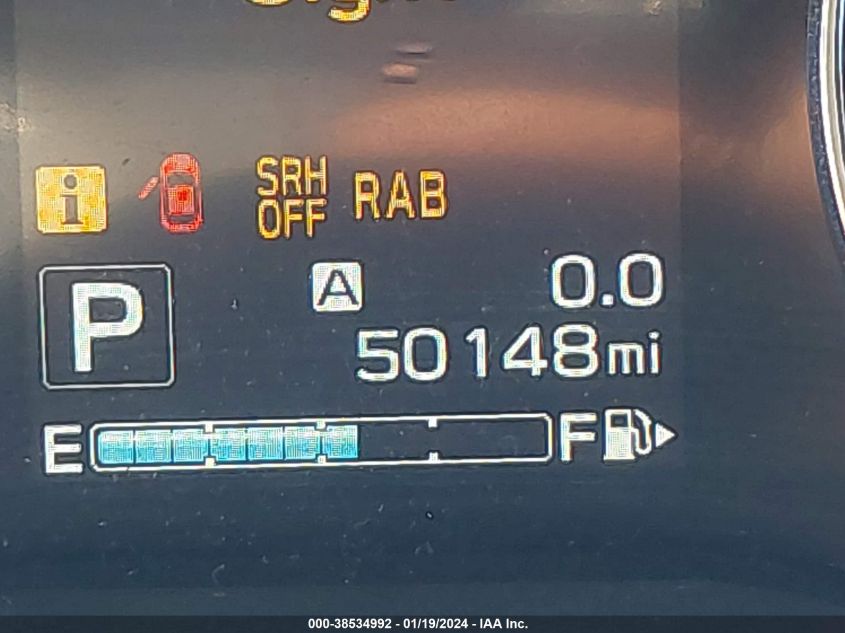 i SRH
OFF RAB
P A 0.0
50148mi
E F
000-38534992 - 01/19/2024 - IAA Inc.